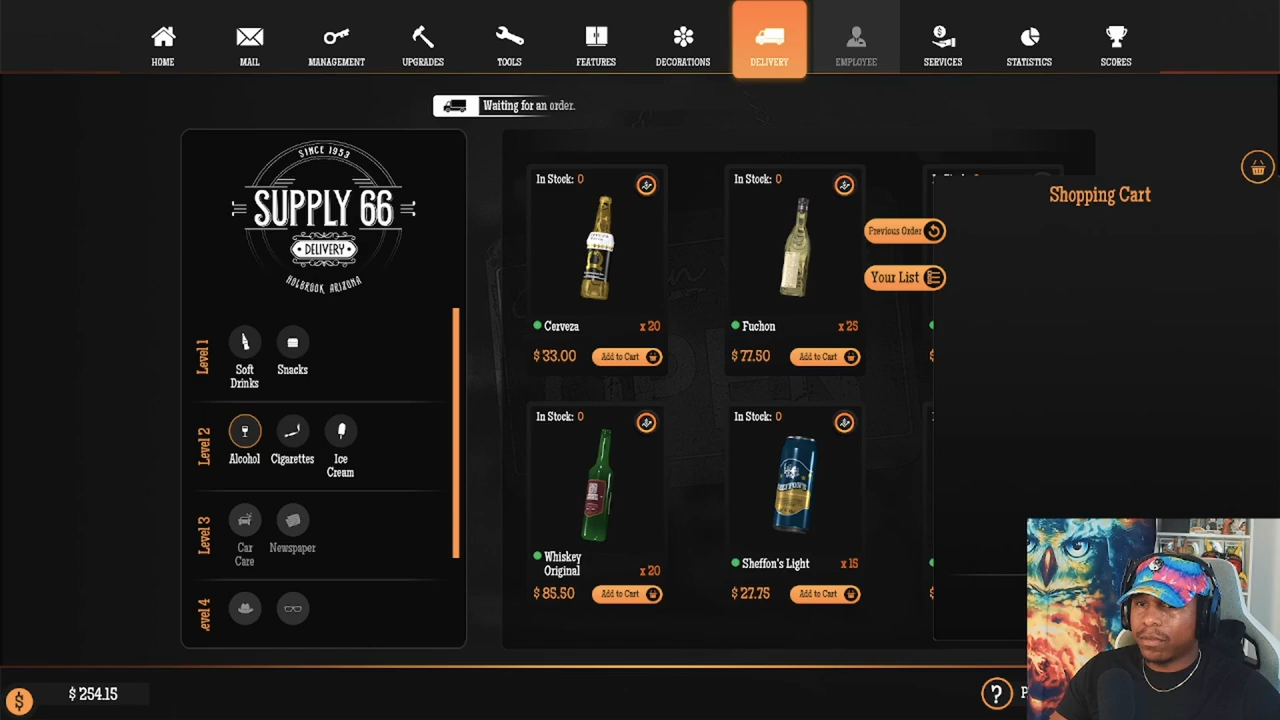 HOME
MAIL
MANAGEMENT
UPGRADES
TOOLS
FEATURES
DECORATIONS
DELIVERY
EMPLOYEE
SERVICES
STATISTICS
SCORES
Waiting for an order.
SINCE 1953
SUPPLY 66
DELIVERY
HOLBROOK ARIZONA
Level 1
Soft
Drinks
Snacks
Level 2
Alcohol
Cigarettes
Ice
Cream
Level 3
Car
Care
Newspaper
Level 4
In Stock: 0
Cerveza
x 20
$ 33.00
Add to Cart
In Stock: 0
Fuchon
x 25
$ 77.50
Add to Cart
In Stock: 0
Whiskey
Original
x 20
$ 85.50
Add to Cart
In Stock: 0
Sheffon's Light
x 15
$ 27.75
Add to Cart
Previous Order
Your List
Shopping Cart
$ 254.15
?